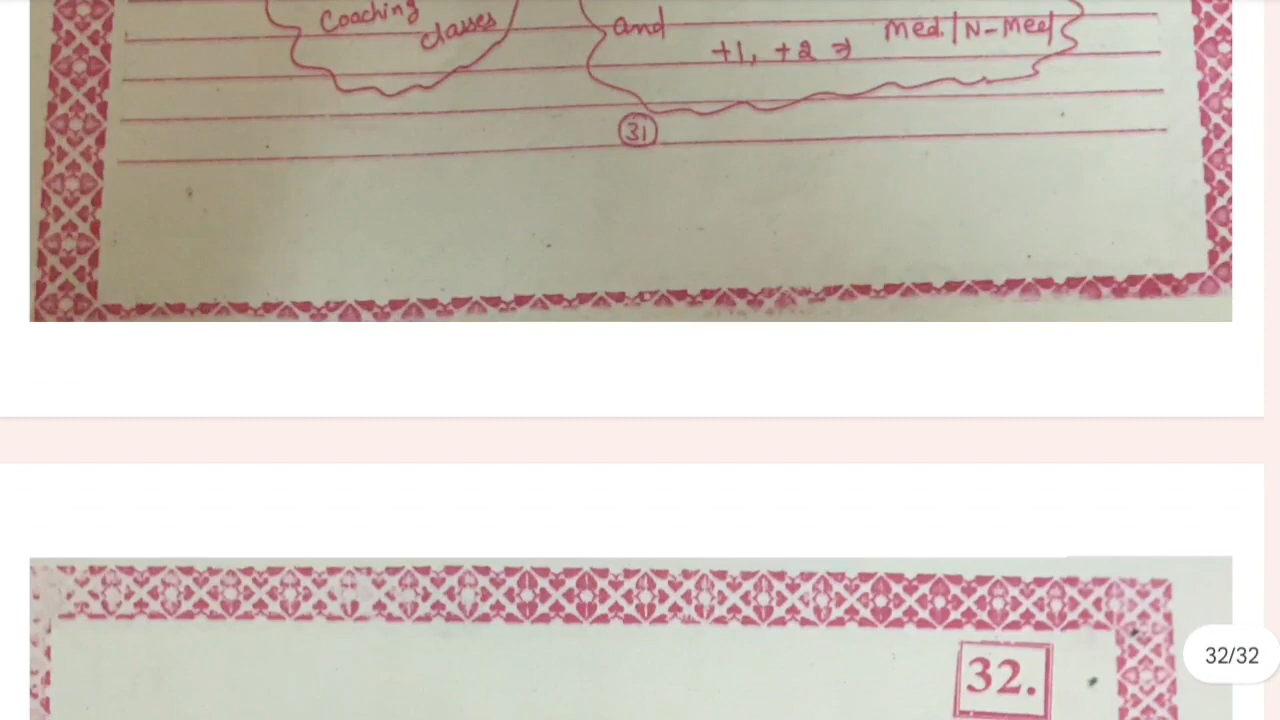 Coaching
classes
and
+1, +2 ⇒ Med. | N-Med
31
32.
32/32